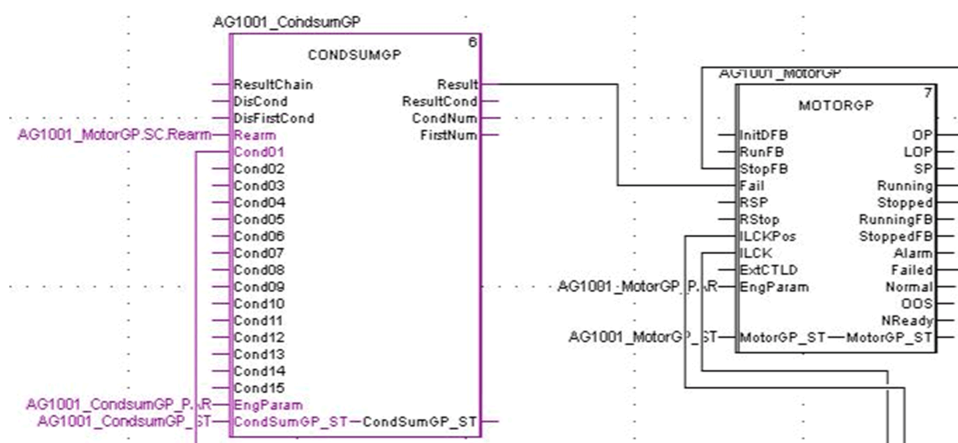 AG1001_CondsumGP
6
CONDSUMGP
ResultChain Result
DisCond ResultCond
DisFirstCond CondNum
AG1001_MotorGP.SC.Rearm Rearm FirstNum
Cond01
Cond02
Cond03
Cond04
Cond05
Cond06
Cond07
Cond08
Cond09
Cond10
Cond11
Cond12
Cond13
Cond14
Cond15
AG1001_CondsumGP_PAR EngParam
AG1001_CondsumGP_ST CondSumGP_ST CondSumGP_ST
AG1001_MotorGP
7
MOTORGP
InitDFB OP
RunFB LOP
StopFB SP
Fail Running
RSP Stopped
RStop RunningFB
ILCKPos StoppedFB
ILCK Alarm
ExtCTLD Failed
AG1001_MotorGP_PAR EngParam Normal
OOS
NReady
AG1001_MotorGP_ST MotorGP_ST MotorGP_ST